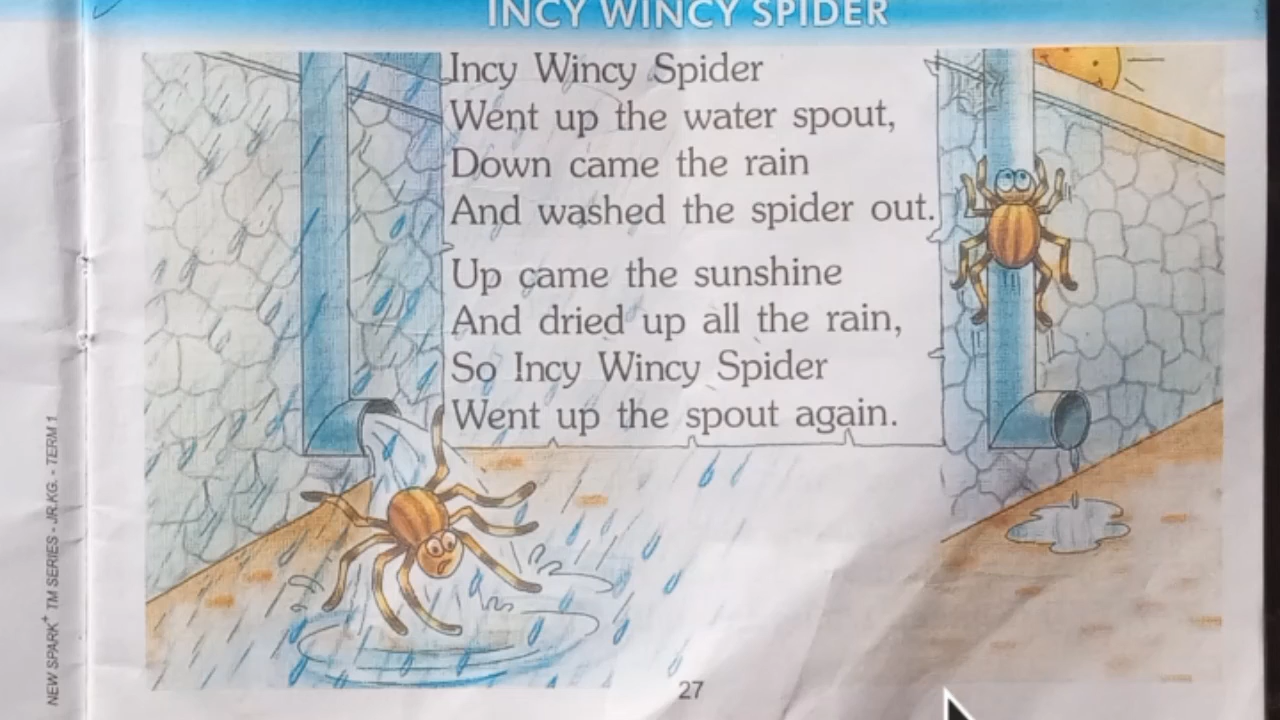 INCY WINCY SPIDER
Incy Wincy Spider
Went up the water spout,
Down came the rain
And washed the spider out.
Up came the sunshine
And dried up all the rain,
So Incy Wincy Spider
Went up the spout again.
27
NEW SPARK+ TM SERIES - JR.KG. - TERM 1